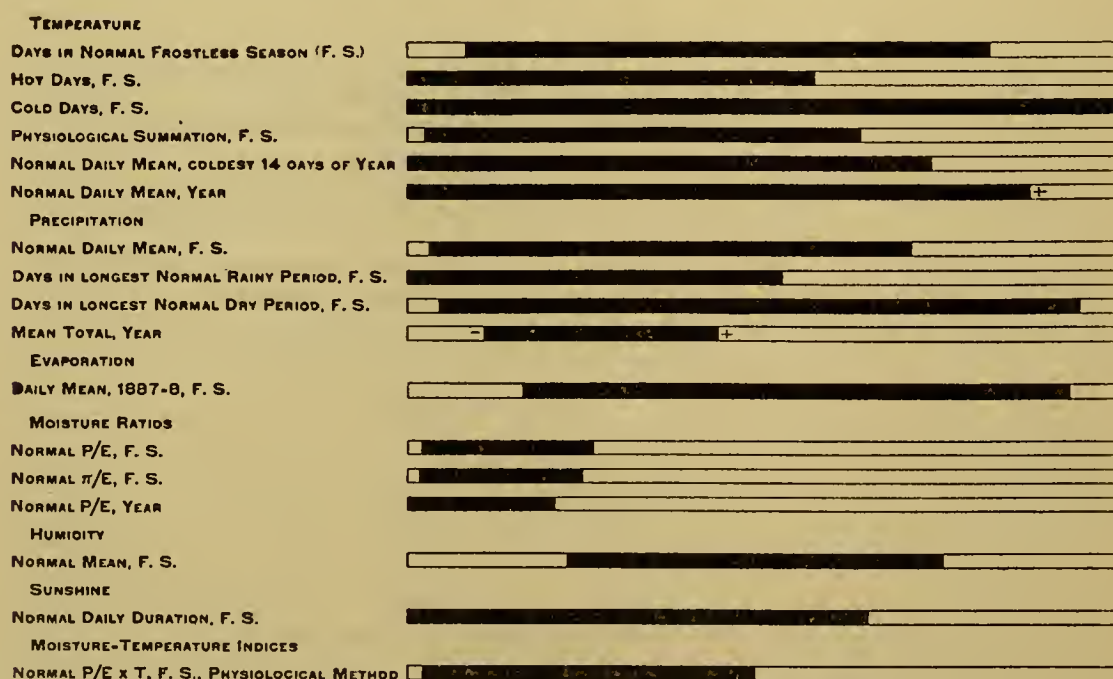 TEMPERATURE
DAYS IN NORMAL FROSTLESS SEASON (F. S.)
HOT DAYS, F. S.
COLD DAYS, F. S.
PHYSIOLOGICAL SUMMATION, F. S.
NORMAL DAILY MEAN, COLDEST 14 DAYS OF YEAR
NORMAL DAILY MEAN, YEAR +
PRECIPITATION
NORMAL DAILY MEAN, F. S.
DAYS IN LONGEST NORMAL RAINY PERIOD, F. S.
DAYS IN LONGEST NORMAL DRY PERIOD, F. S.
MEAN TOTAL, YEAR - +
EVAPORATION
DAILY MEAN, 1887-8, F. S.
MOISTURE RATIOS
NORMAL P/E, F. S.
NORMAL π/E, F. S.
NORMAL P/E, YEAR
HUMIDITY
NORMAL MEAN, F. S.
SUNSHINE
NORMAL DAILY DURATION, F. S.
MOISTURE-TEMPERATURE INDICES
NORMAL P/E x T, F. S., PHYSIOLOGICAL METHOD